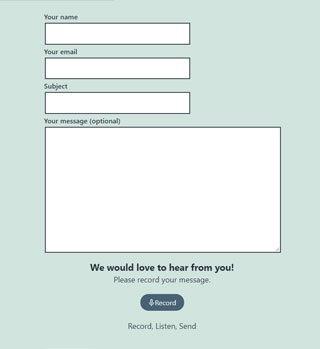 Your name
Your email
Subject
Your message (optional)
We would love to hear from you!
Please record your message.
Record
Record, Listen, Send